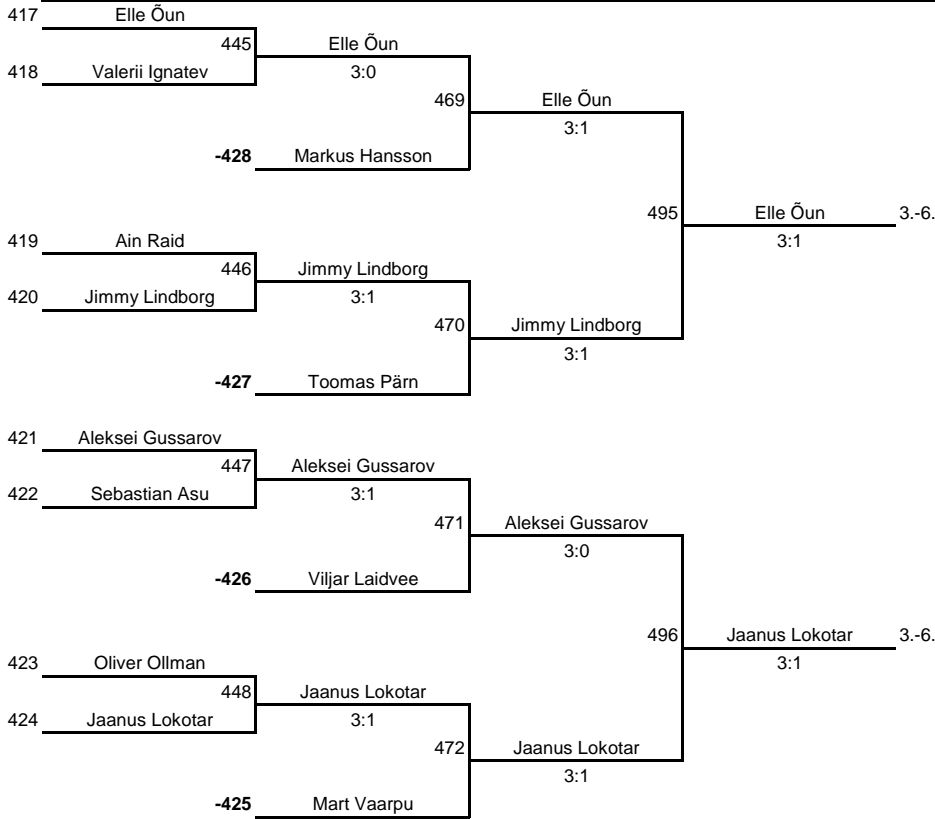 417 Elle Õun
445 Elle Õun
418 Valerii Ignatev 3:0
469 Elle Õun
3:1
-428 Markus Hansson
495 Elle Õun 3.-6.
419 Ain Raid 3:1
446 Jimmy Lindborg
420 Jimmy Lindborg 3:1
470 Jimmy Lindborg
3:1
-427 Toomas Pärn
421 Aleksei Gussarov
447 Aleksei Gussarov
422 Sebastian Asu 3:1
471 Aleksei Gussarov
3:0
-426 Viljar Laidvee
496 Jaanus Lokotar 3.-6.
423 Oliver Ollman 3:1
448 Jaanus Lokotar
424 Jaanus Lokotar 3:1
472 Jaanus Lokotar
3:1
-425 Mart Vaarpu